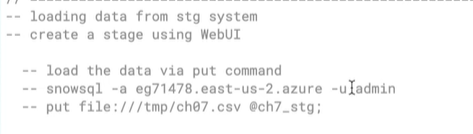 -- loading data from stg system
-- create a stage using WebUI
-- load the data via put command
-- snowsql -a eg71478.east-us-2.azure -u admin
-- put file:///tmp/ch07.csv @ch7_stg;